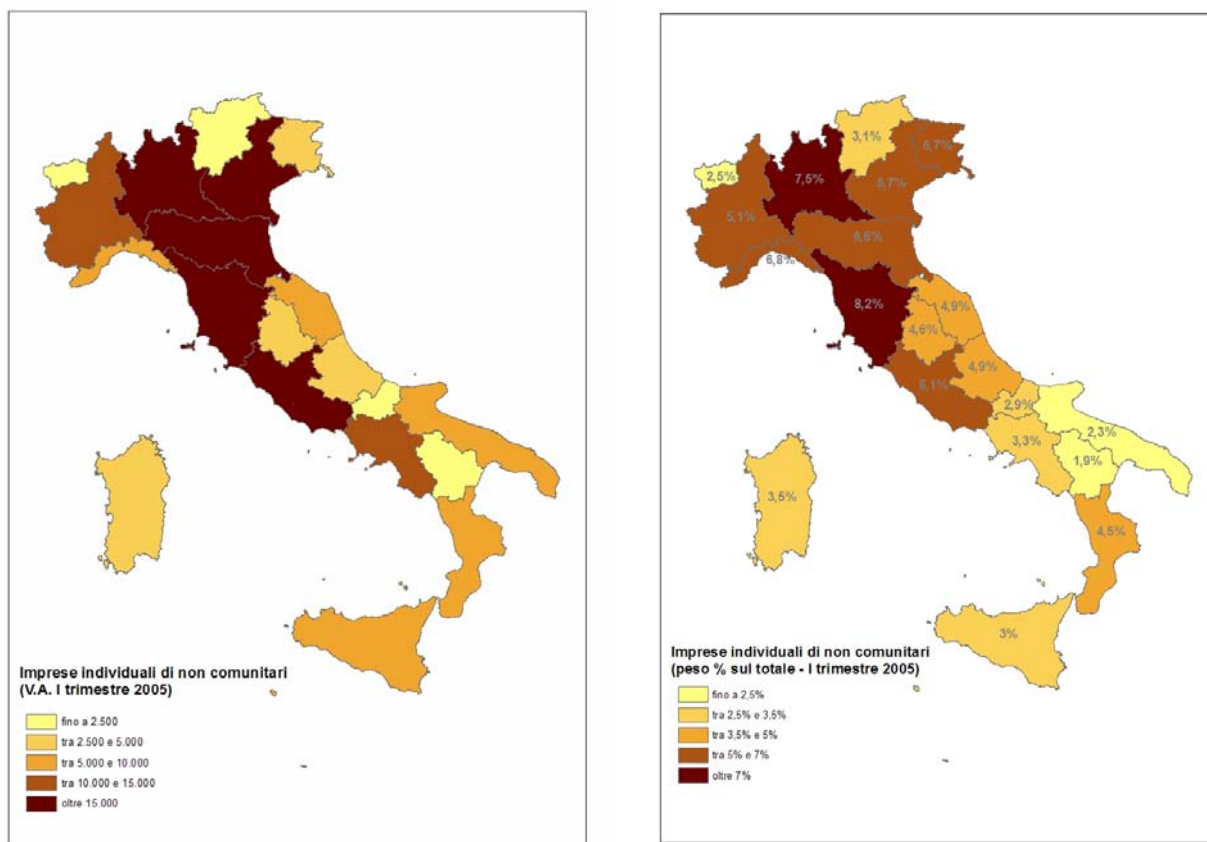 Imprese individuali di non comunitari
(V.A. I trimestre 2005)
fino a 2.500
tra 2.500 e 5.000
tra 5.000 e 10.000
tra 10.000 e 15.000
oltre 15.000
3,1%
6,7%
2,5%
7,5%
5,7%
5,1%
6,6%
6,8%
8,2%
4,9%
4,6%
4,9%
6,1%
2,9%
3,3%
2,3%
1,9%
3,5%
4,5%
3%
Imprese individuali di non comunitari
(peso % sul totale - I trimestre 2005)
fino a 2,5%
tra 2,5% e 3,5%
tra 3,5% e 5%
tra 5% e 7%
oltre 7%